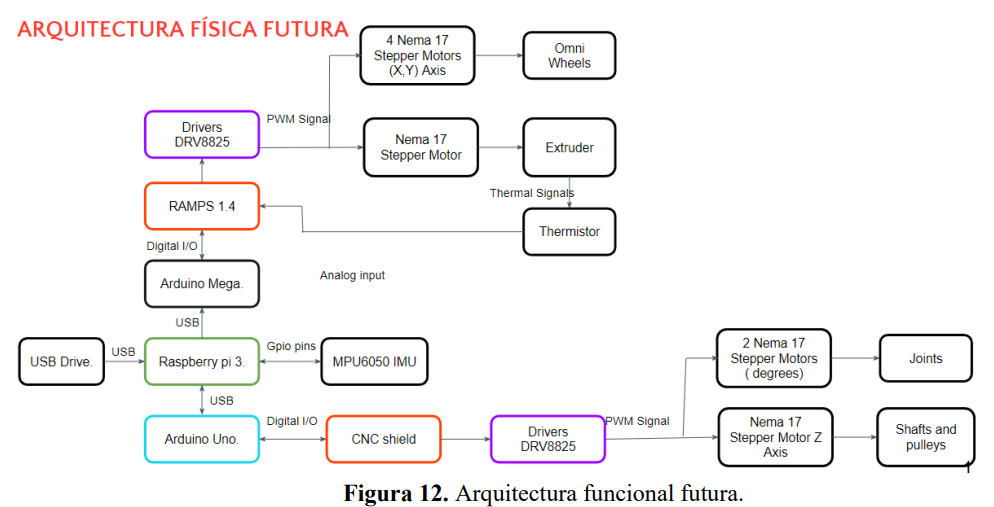 ARQUITECTURA FÍSICA FUTURA
4 Nema 17
Stepper Motors
(X,Y) Axis
Omni
Wheels
Drivers
DRV8825
PWM Signal
Nema 17
Stepper Motor
Extruder
Thermal Signals
RAMPS 1.4
Thermistor
Digital I/O
Analog input
Arduino Mega.
USB
USB Drive.
USB
Raspberry pi 3.
Gpio pins
MPU6050 IMU
2 Nema 17
Stepper Motors
( degrees)
Joints
USB
Arduino Uno.
Digital I/O
CNC shield
Drivers
DRV8825
PWM Signal
Nema 17
Stepper Motor Z
Axis
Shafts and
pulleys
1
Figura 12. Arquitectura funcional futura.